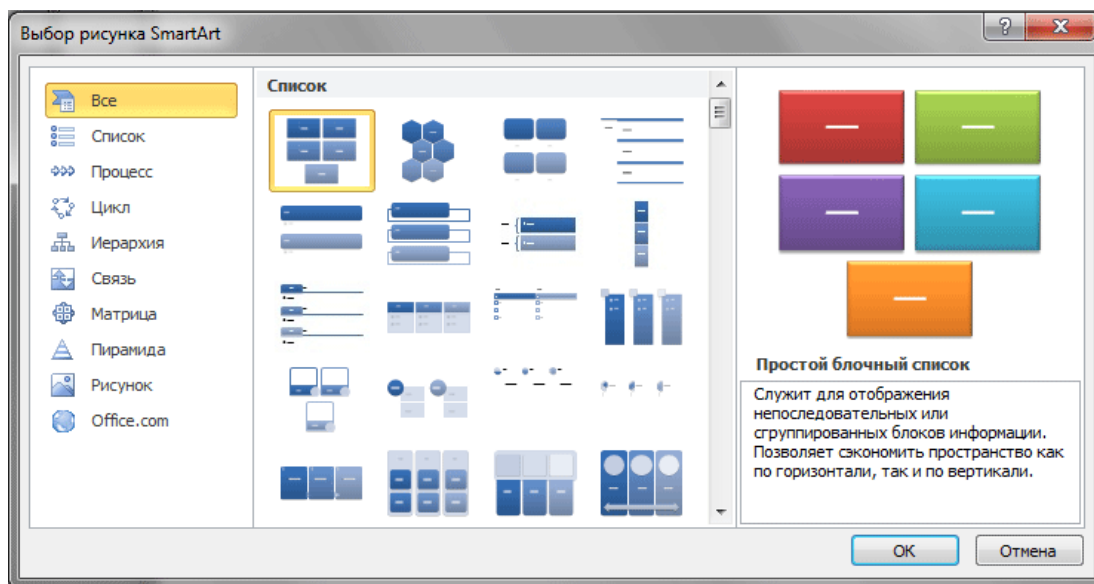 Выбор рисунка SmartArt
Все
Список
Процесс
Цикл
Иерархия
Связь
Матрица
Пирамида
Рисунок
Office.com
Список
Простой блочный список
Служит для отображения
непоследовательных или
сгруппированных блоков информации.
Позволяет сэкономить пространство как
по горизонтали, так и по вертикали.
OK
Отмена